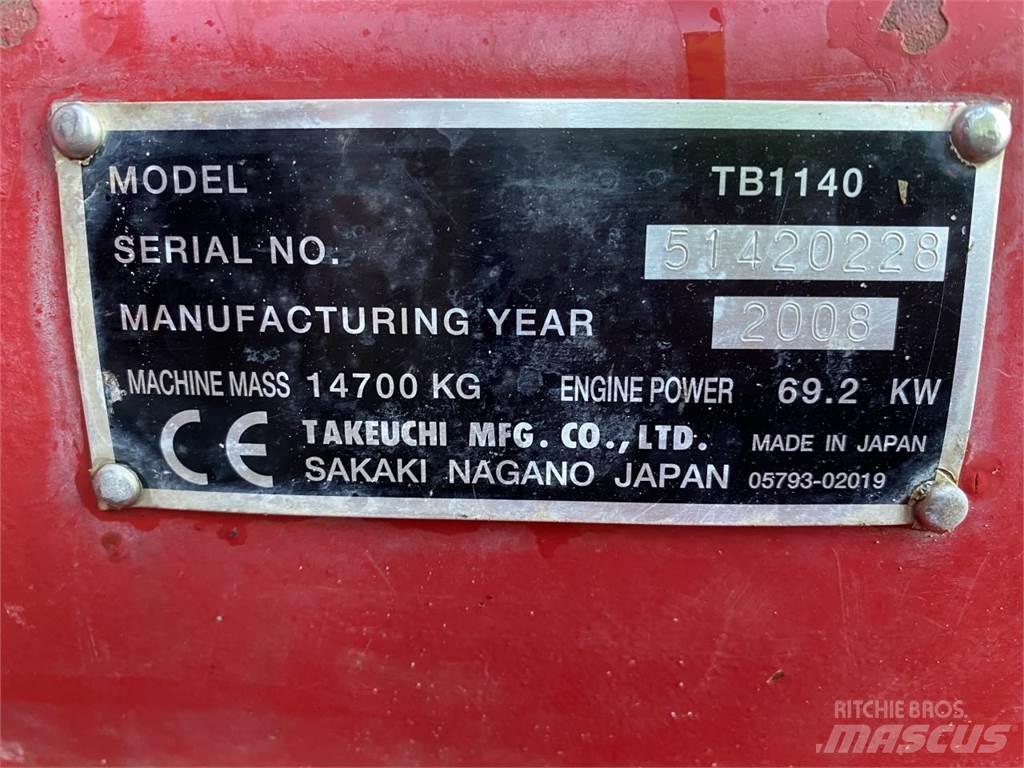 MODEL TB1140
SERIAL NO. 51420228
MANUFACTURING YEAR 2008
MACHINE MASS 14700 KG ENGINE POWER 69.2 KW
CE TAKEUCHI MFG. CO., LTD. MADE IN JAPAN
SAKAKI NAGANO JAPAN 05793-02019
RITCHIE BROS.
MASCUS